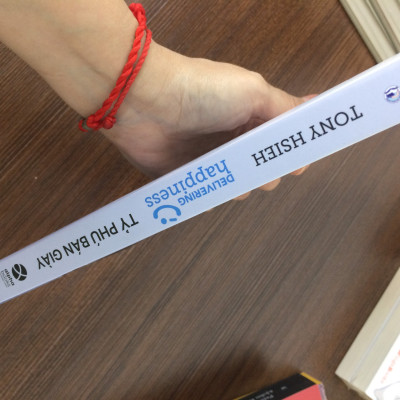 TONY HSIEH
DELIVERING
happiness
TỶ PHÚ BÁN GIÀY